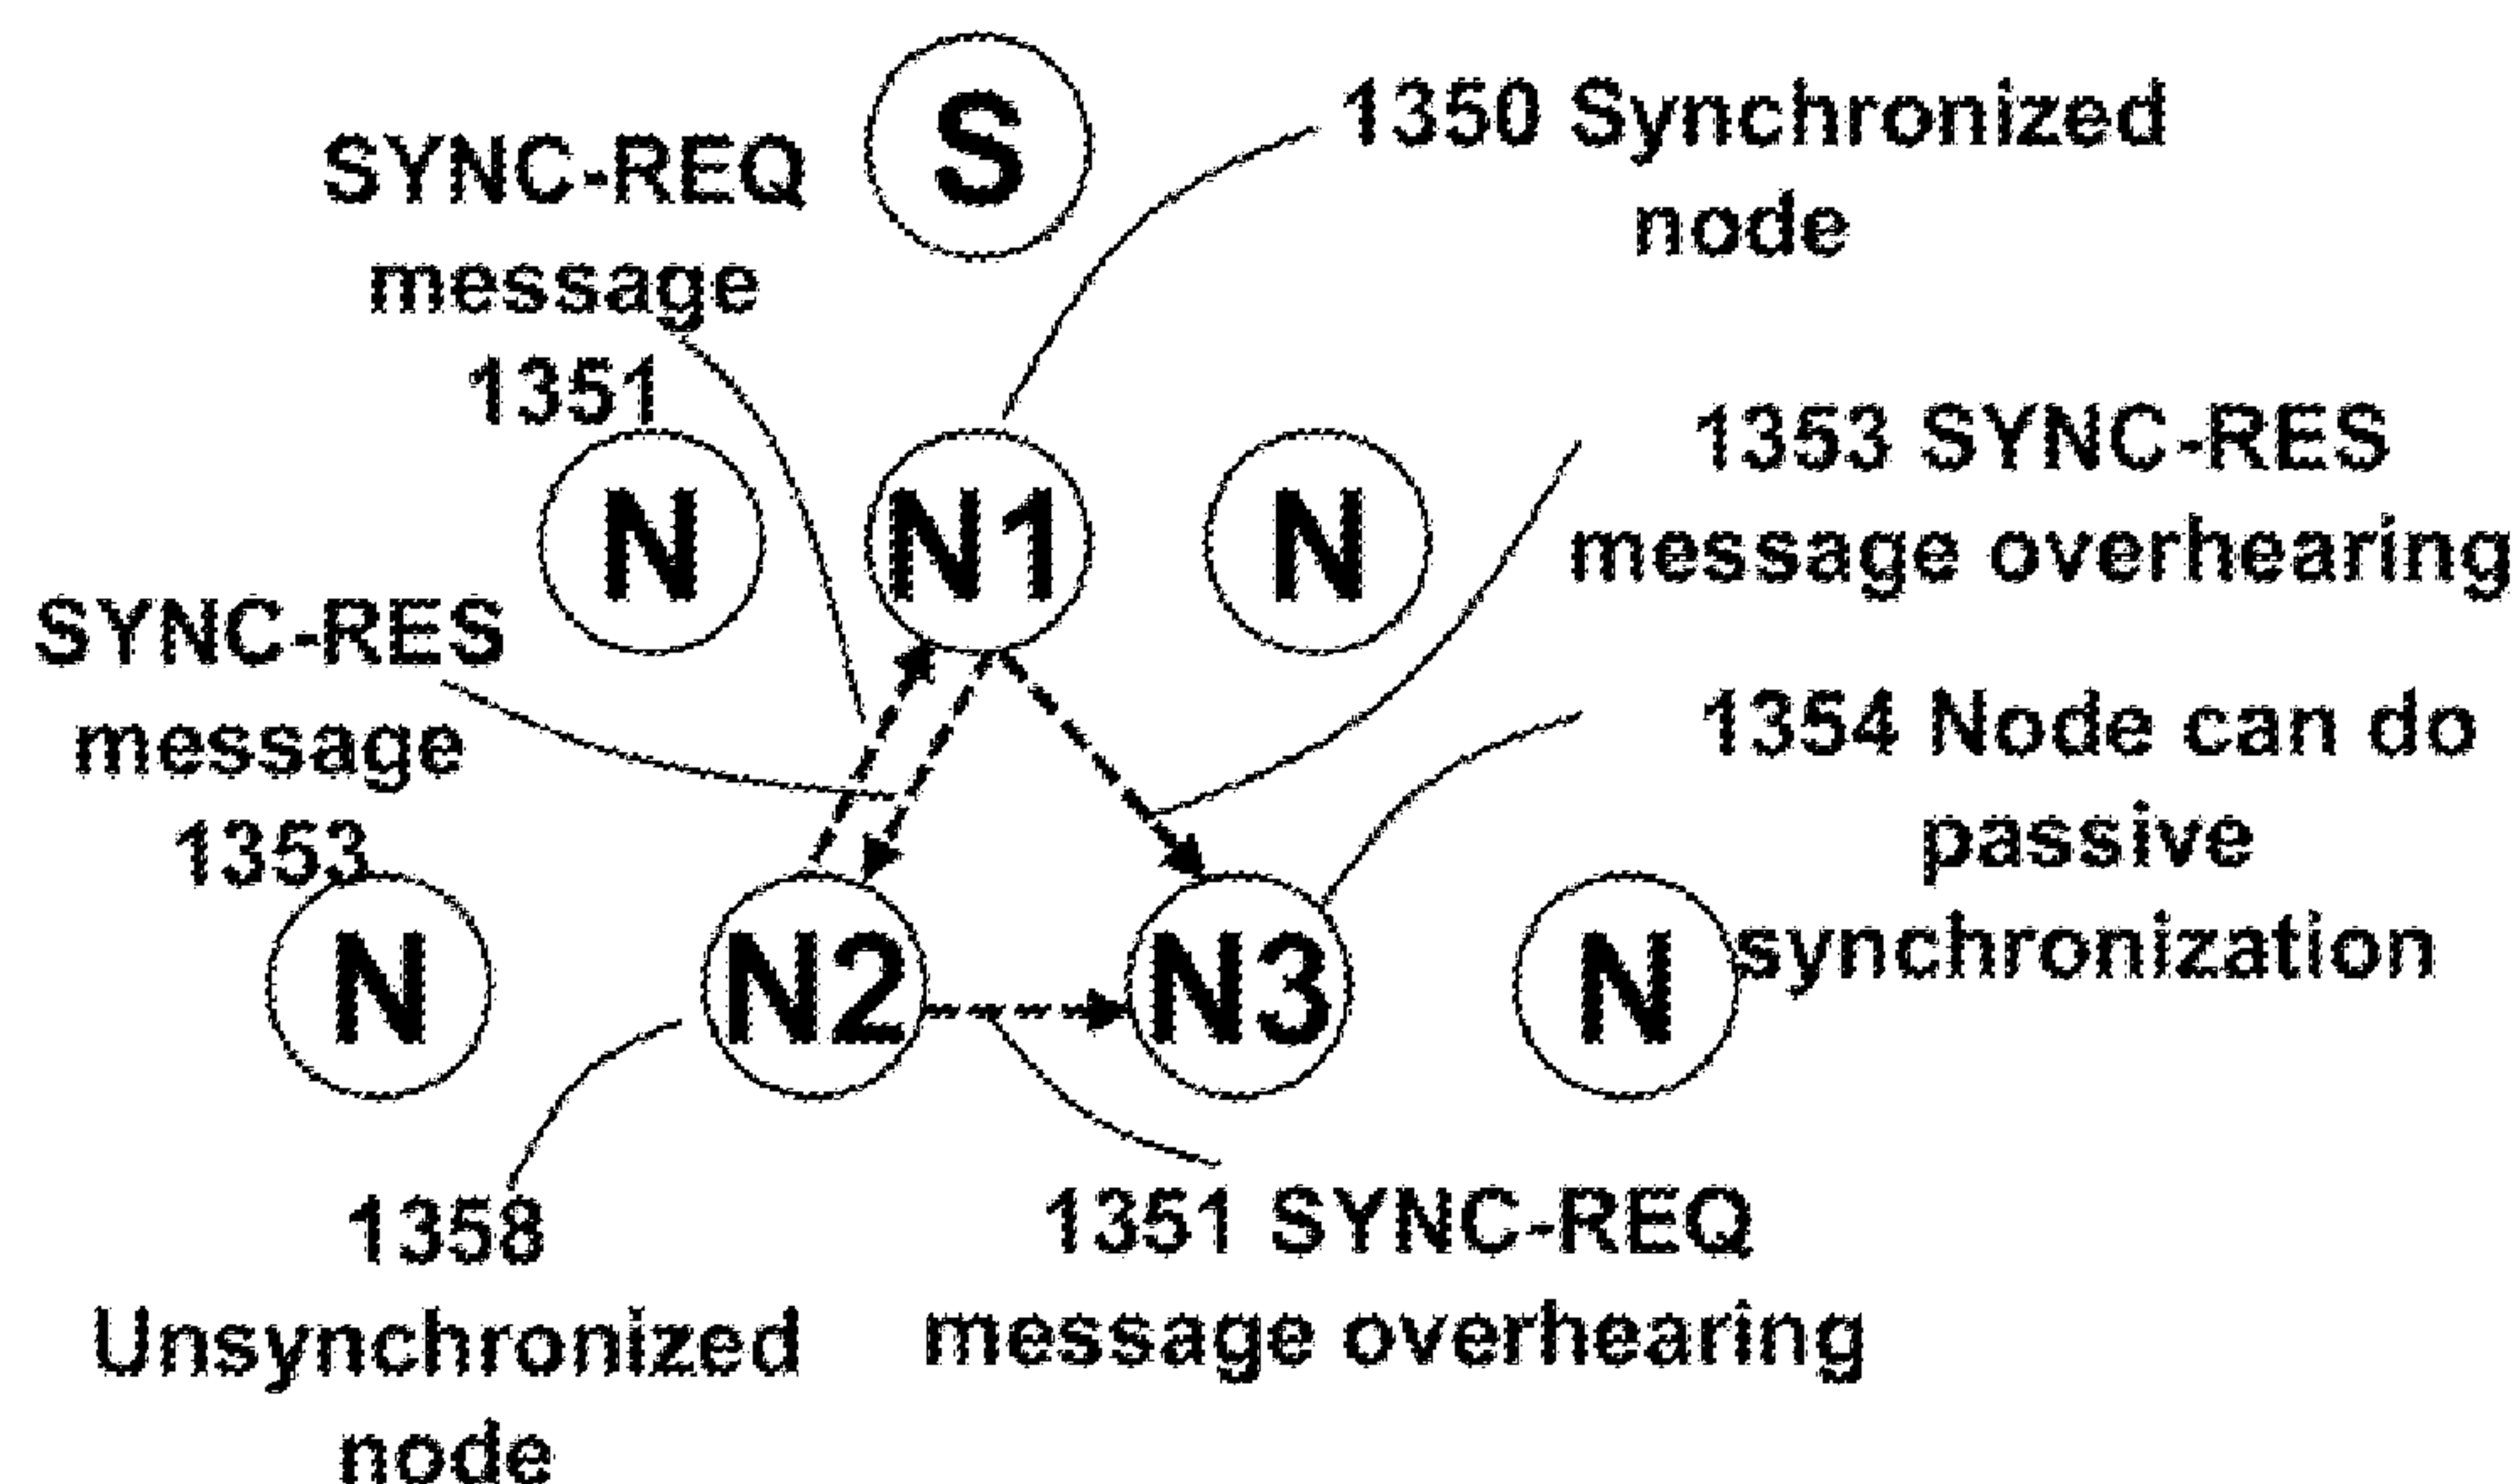 S
1350 Synchronized
node
SYNC-REQ
message
1351
N
N1
N
1353 SYNC-RES
message overhearing
SYNC-RES
message
1353
1354 Node can do
passive
synchronization
N
N2
N3
N
1358
Unsynchronized
node
1351 SYNC-REQ
message overhearing